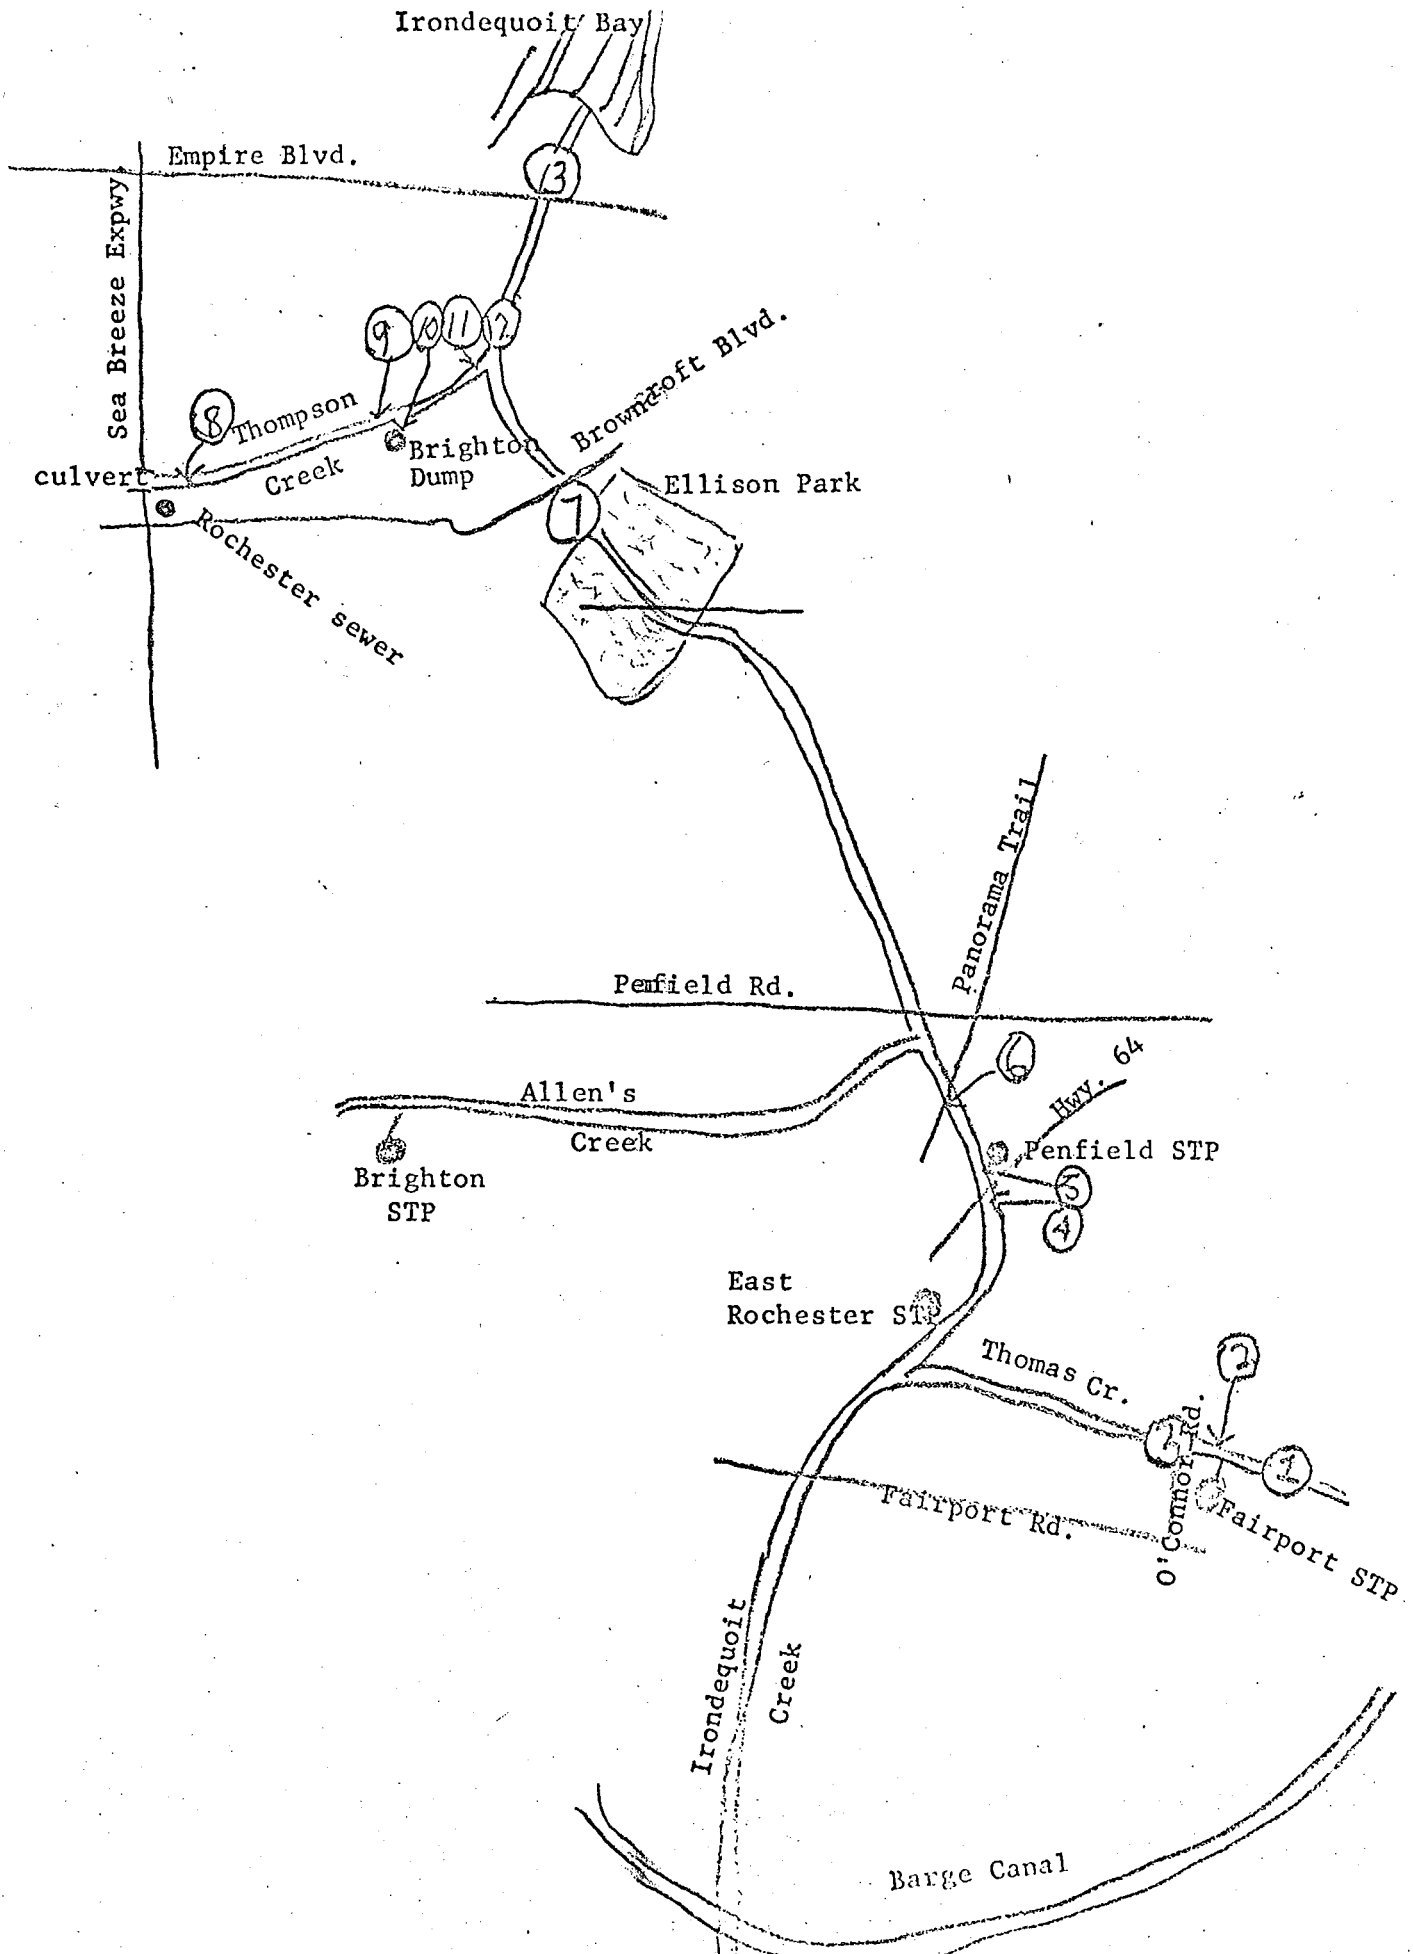 Irondequoit Bay
Empire Blvd.
3
Sea Breeze Expwy.
9
10
11
8
Thompson
Creek
Browncroft Blvd.
culvert
Brighton
Dump
7
Ellison Park
Rochester sewer
Panorama Trail
Penfield Rd.
6
Hwy. 64
Allen's
Creek
Brighton
STP
Penfield STP
5
4
East
Rochester STP
Thomas Cr.
2
O'Connor Rd.
1
Fairport Rd.
Fairport STP
Irondequoit
Creek
Barge Canal